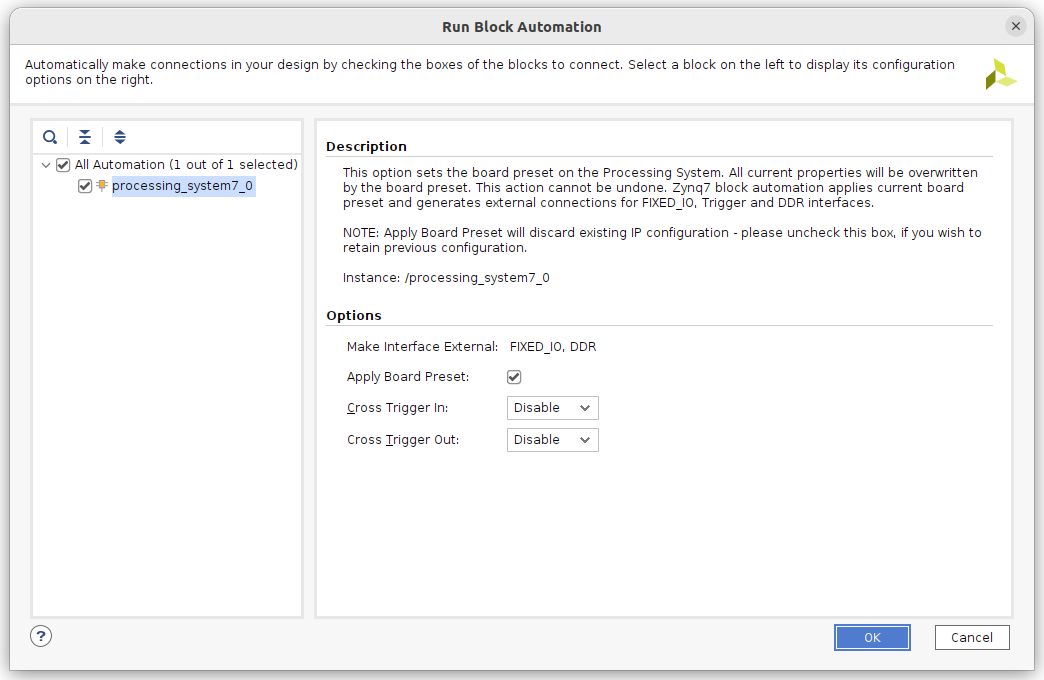 Run Block Automation
Automatically make connections in your design by checking the boxes of the blocks to connect. Select a block on the left to display its configuration
options on the right.
All Automation (1 out of 1 selected)
processing_system7_0
Description
This option sets the board preset on the Processing System. All current properties will be overwritten
by the board preset. This action cannot be undone. Zynq7 block automation applies current board
preset and generates external connections for FIXED_IO, Trigger and DDR interfaces.
NOTE: Apply Board Preset will discard existing IP configuration - please uncheck this box, if you wish to
retain previous configuration.
Instance: /processing_system7_0
Options
Make Interface External: FIXED_IO, DDR
Apply Board Preset:
Cross Trigger In: Disable
Cross Trigger Out: Disable
?
OK Cancel